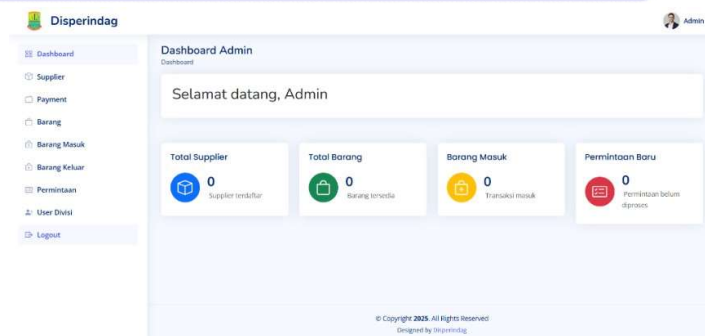 Disperindag
Admin
Dashboard
Supplier
Payment
Barang
Barang Masuk
Barang Keluar
Permintaan
User Divisi
Logout
Dashboard Admin
Dashboard
Selamat datang, Admin
Total Supplier
0
Supplier terdaftar
Total Barang
0
Barang tersedia
Barang Masuk
0
Transaksi masuk
Permintaan Baru
0
Permintaan belum
diproses
© Copyright 2025. All Rights Reserved
Designed by Disperindag